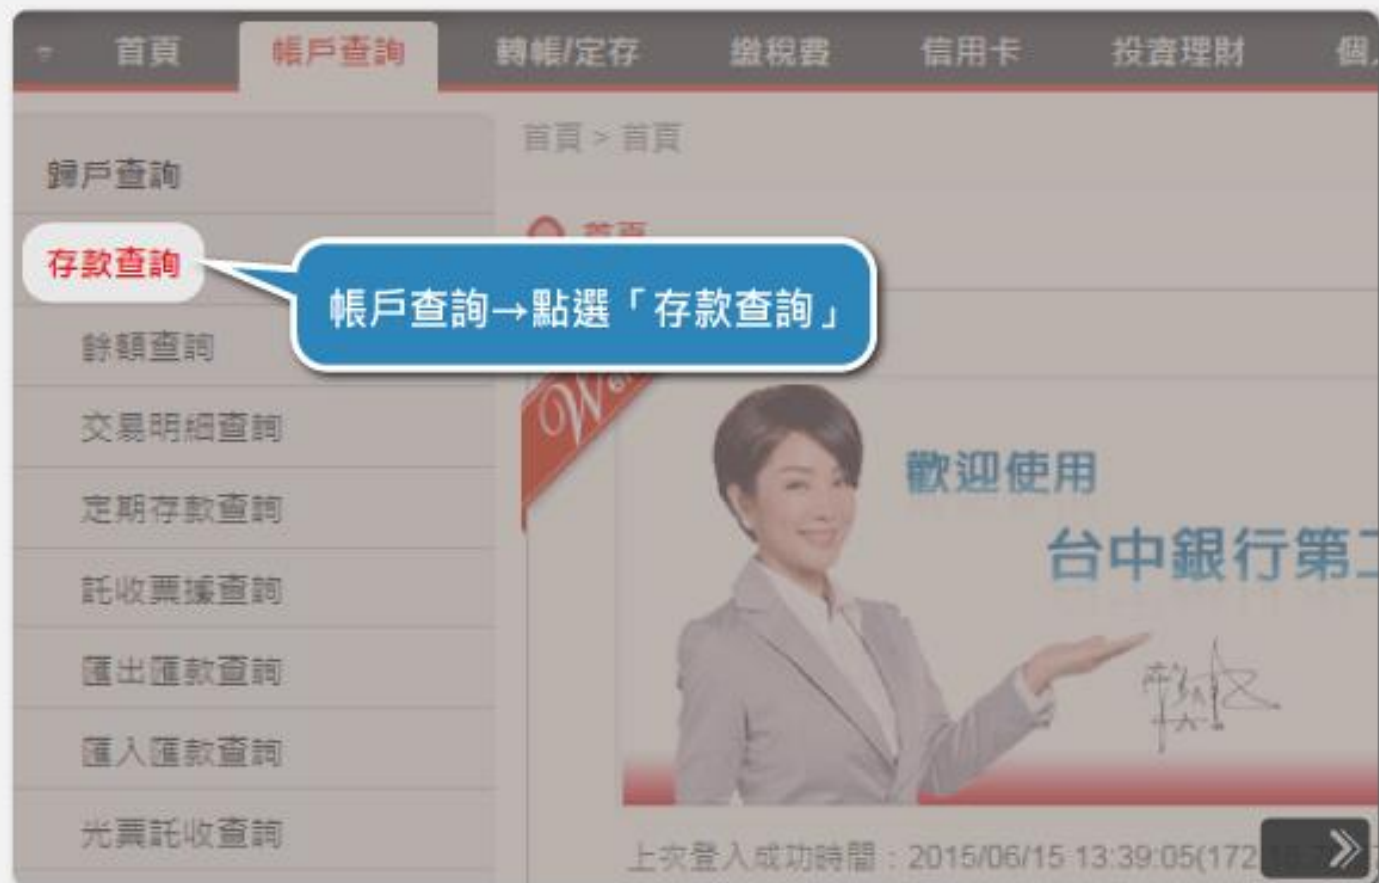 首頁 帳戶查詢 轉帳/定存 繳稅費 信用卡 投資理財 個人
首頁 > 首頁
歸戶查詢
首頁
存款查詢
帳戶查詢→點選「存款查詢」
餘額查詢
交易明細查詢
歡迎使用
定期存款查詢
台中銀行第二
託收票據查詢
匯出匯款查詢
匯入匯款查詢
光票託收查詢
上次登入成功時間：2015/06/15 13:39:05(172